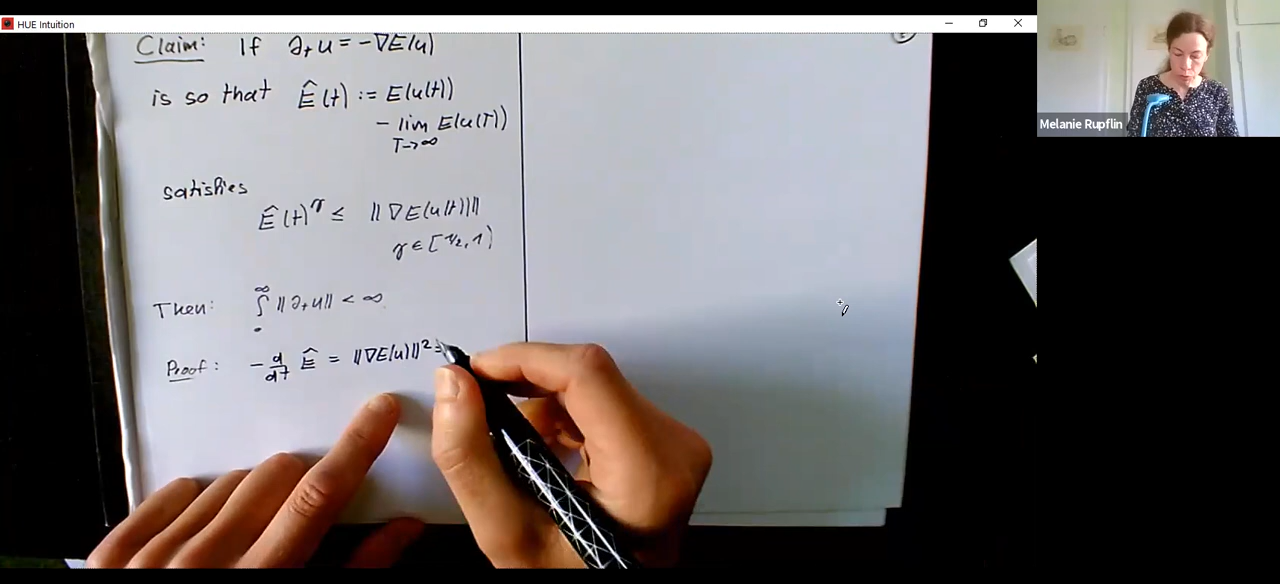 HUE Intuition
Claim: If ∂ₜu = -∇E(u)
is so that Ê(t) := E(u(t))
- lim E(u(T))
T→∞
satisfies
Ê(t)^γ ≤ ||∇E(u(t))||
γ ∈ [1/2, 1)
Then: ∫₀^∞ ||∂ₜu|| < ∞
Proof: -d/dt Ê = ||∇E(u)||² =
Melanie Rupflin